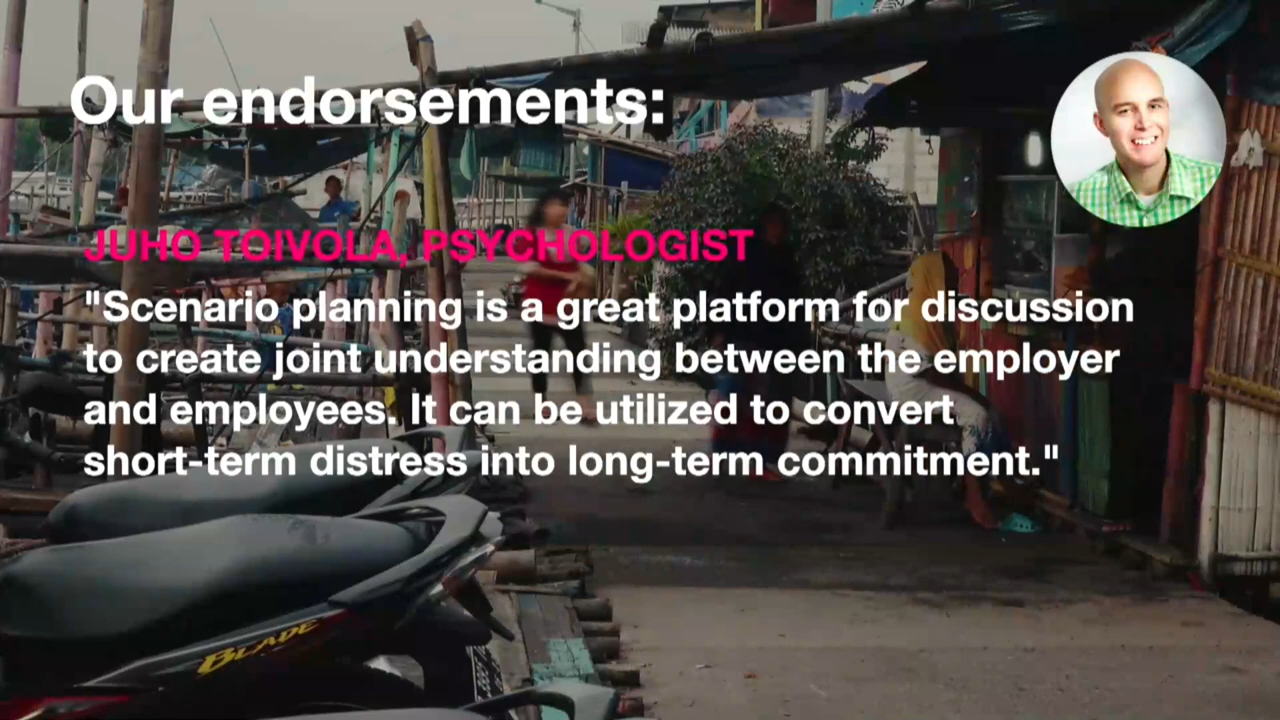 Our endorsements:
JUHO TOIVOLA, PSYCHOLOGIST
"Scenario planning is a great platform for discussion
to create joint understanding between the employer
and employees. It can be utilized to convert
short-term distress into long-term commitment."
BLADE